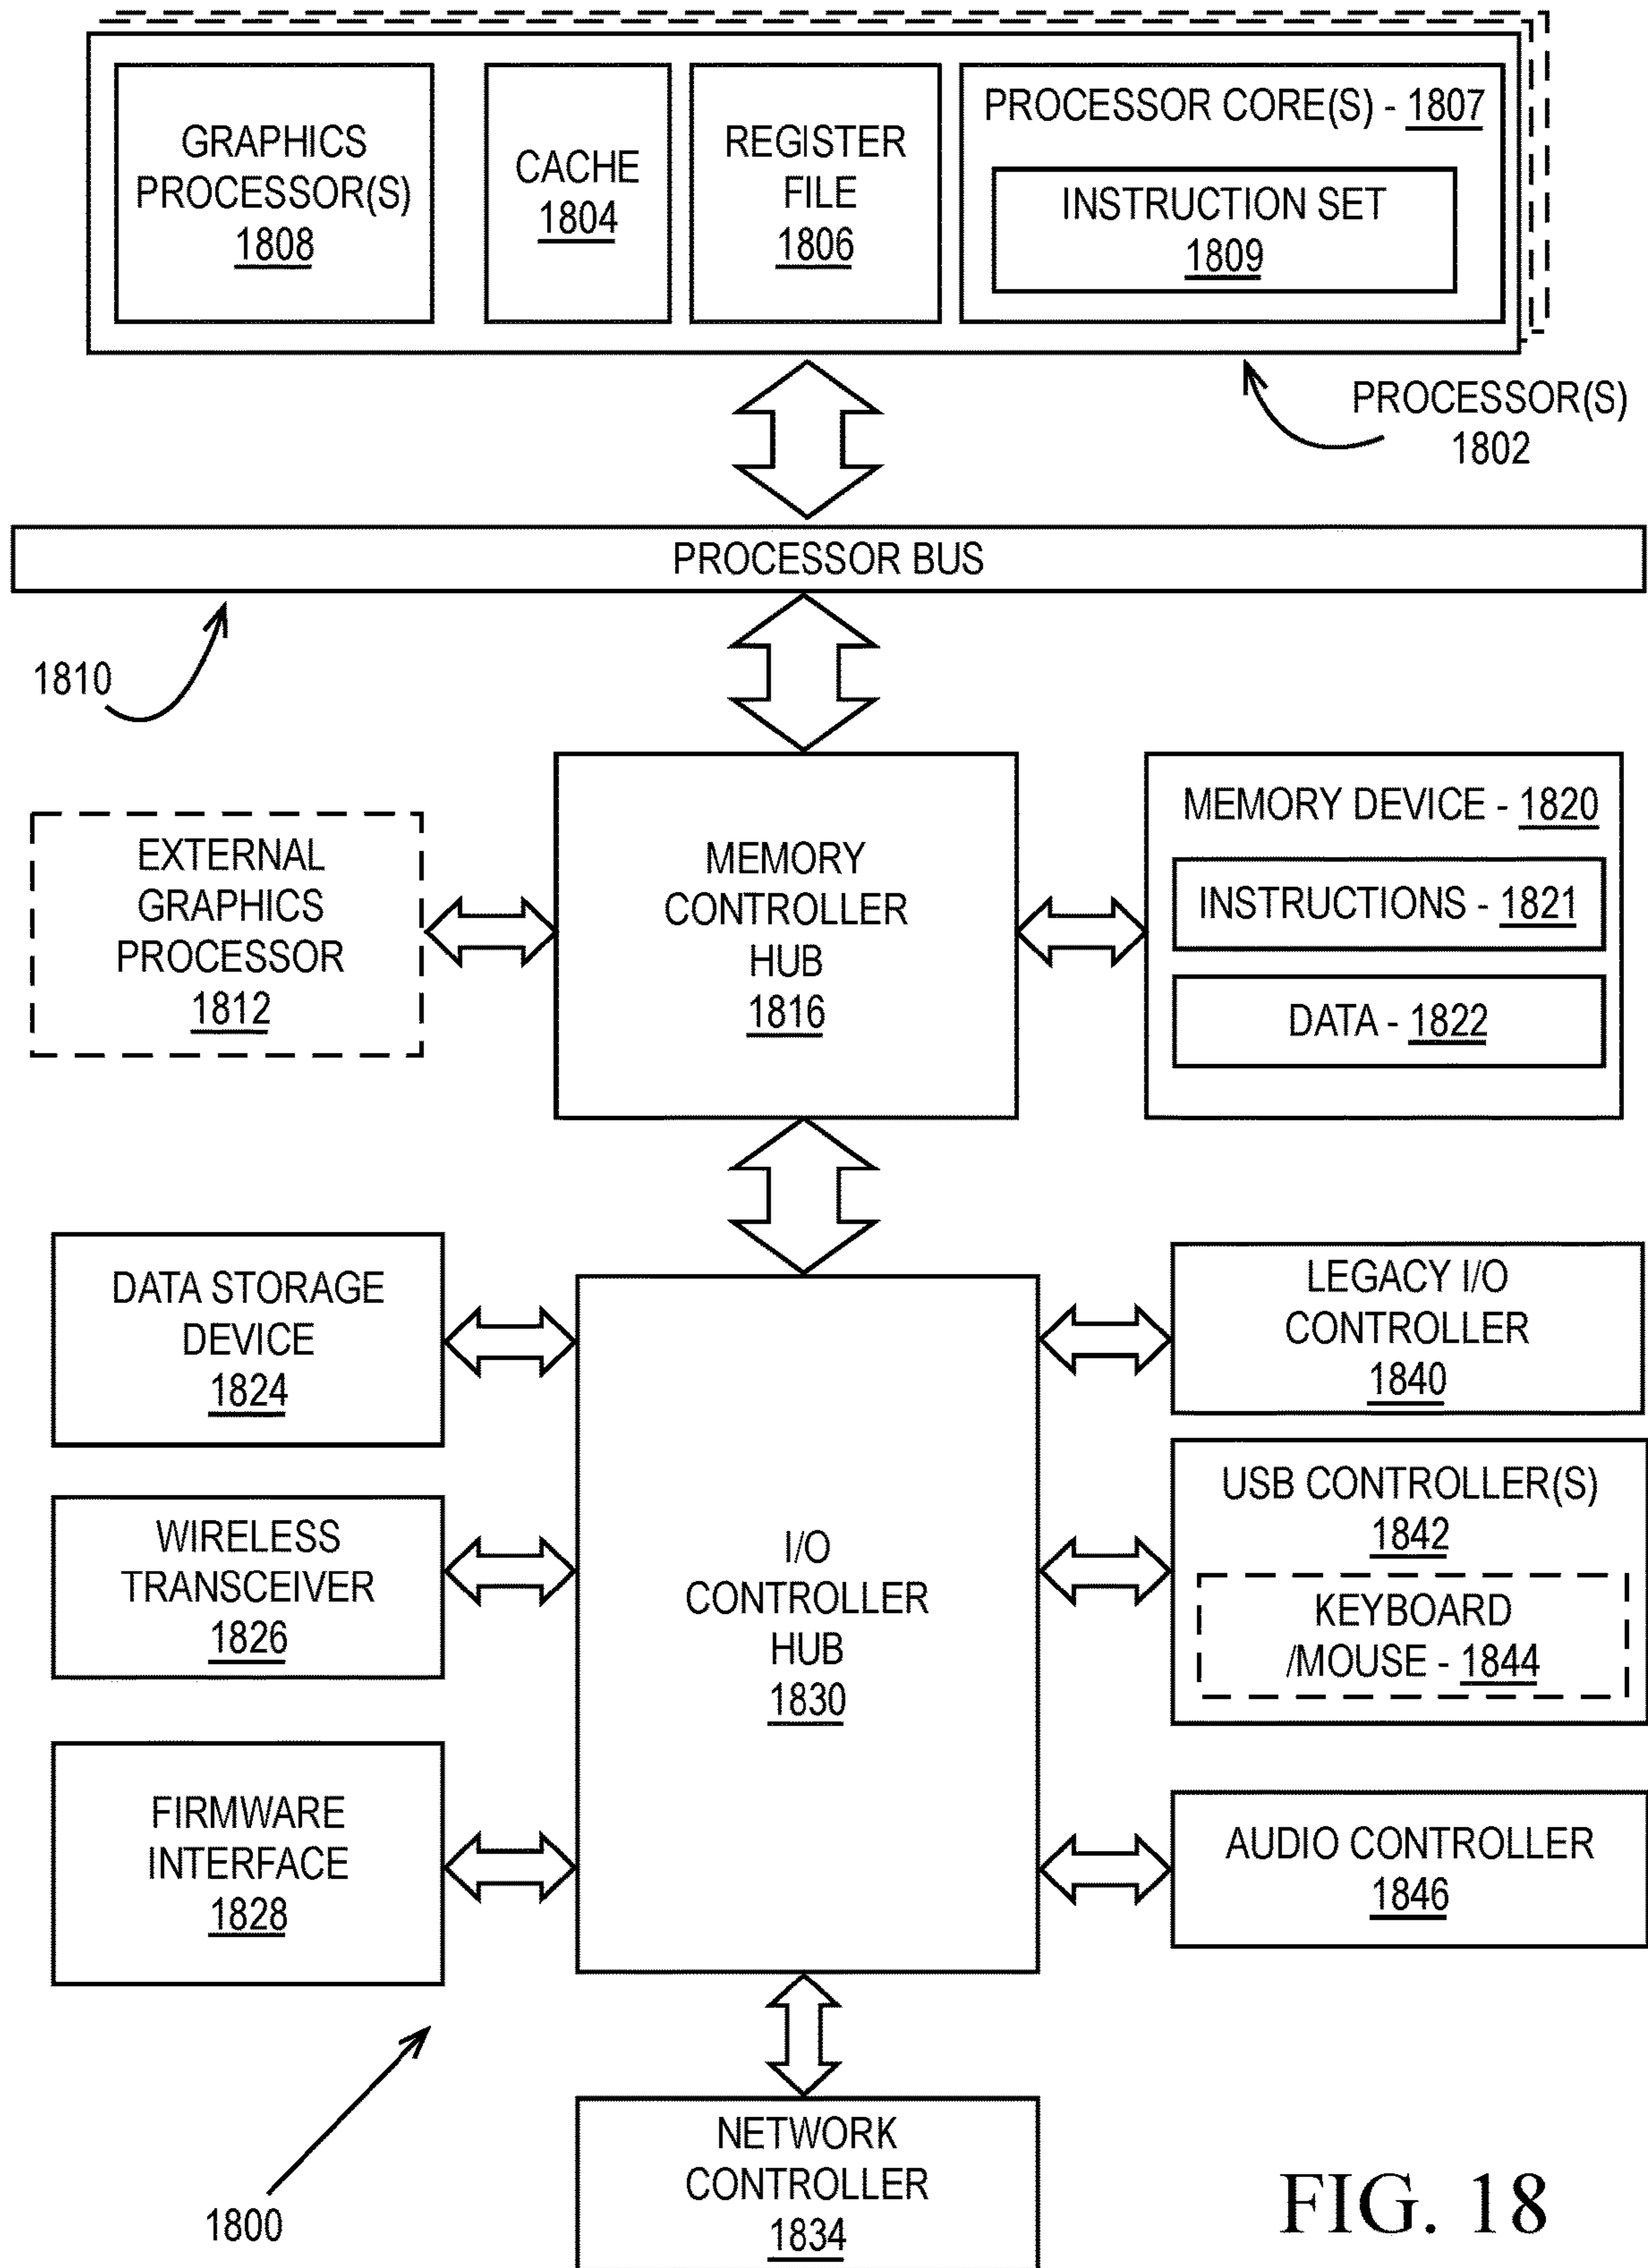 GRAPHICS
PROCESSOR(S)
1808
CACHE
1804
REGISTER
FILE
1806
PROCESSOR CORE(S) - 1807
INSTRUCTION SET
1809
PROCESSOR(S)
1802
PROCESSOR BUS
1810
EXTERNAL
GRAPHICS
PROCESSOR
1812
MEMORY
CONTROLLER
HUB
1816
MEMORY DEVICE - 1820
INSTRUCTIONS - 1821
DATA - 1822
DATA STORAGE
DEVICE
1824
WIRELESS
TRANSCEIVER
1826
FIRMWARE
INTERFACE
1828
I/O
CONTROLLER
HUB
1830
LEGACY I/O
CONTROLLER
1840
USB CONTROLLER(S)
1842
KEYBOARD
/MOUSE - 1844
AUDIO CONTROLLER
1846
NETWORK
CONTROLLER
1834
1800
FIG. 18